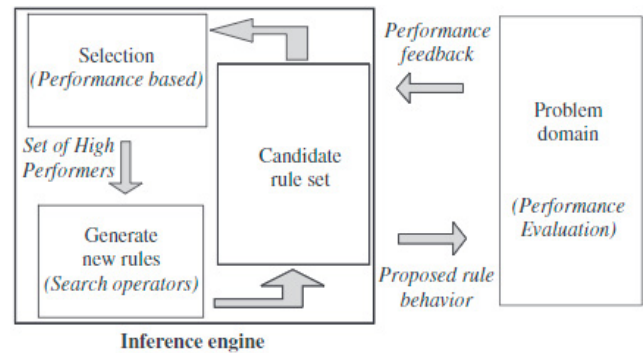 Selection
(Performance based)
Set of High
Performers
Generate
new rules
(Search operators)
Candidate
rule set
Inference engine
Performance
feedback
Proposed rule
behavior
Problem
domain
(Performance
Evaluation)